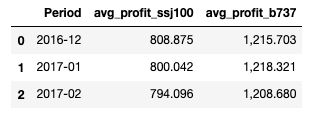 Period avg_profit_ssj100 avg_profit_b737
0 2016-12 808.875 1,215.703
1 2017-01 800.042 1,218.321
2 2017-02 794.096 1,208.680